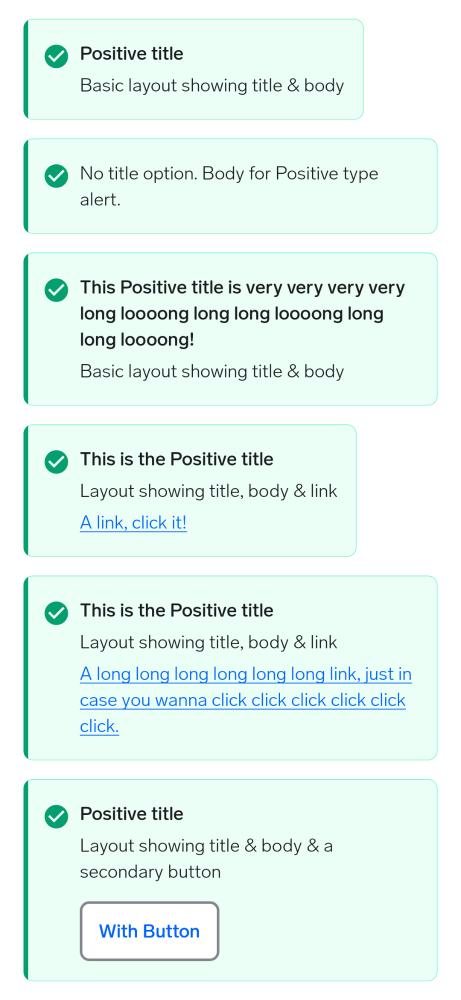 Positive title
Basic layout showing title & body
No title option. Body for Positive type
alert.
This Positive title is very very very very
long loooong long long loooong long
long loooong!
Basic layout showing title & body
This is the Positive title
Layout showing title, body & link
A link, click it!
This is the Positive title
Layout showing title, body & link
A long long long long long long link, just in
case you wanna click click click click click
click.
Positive title
Layout showing title & body & a
secondary button
With Button